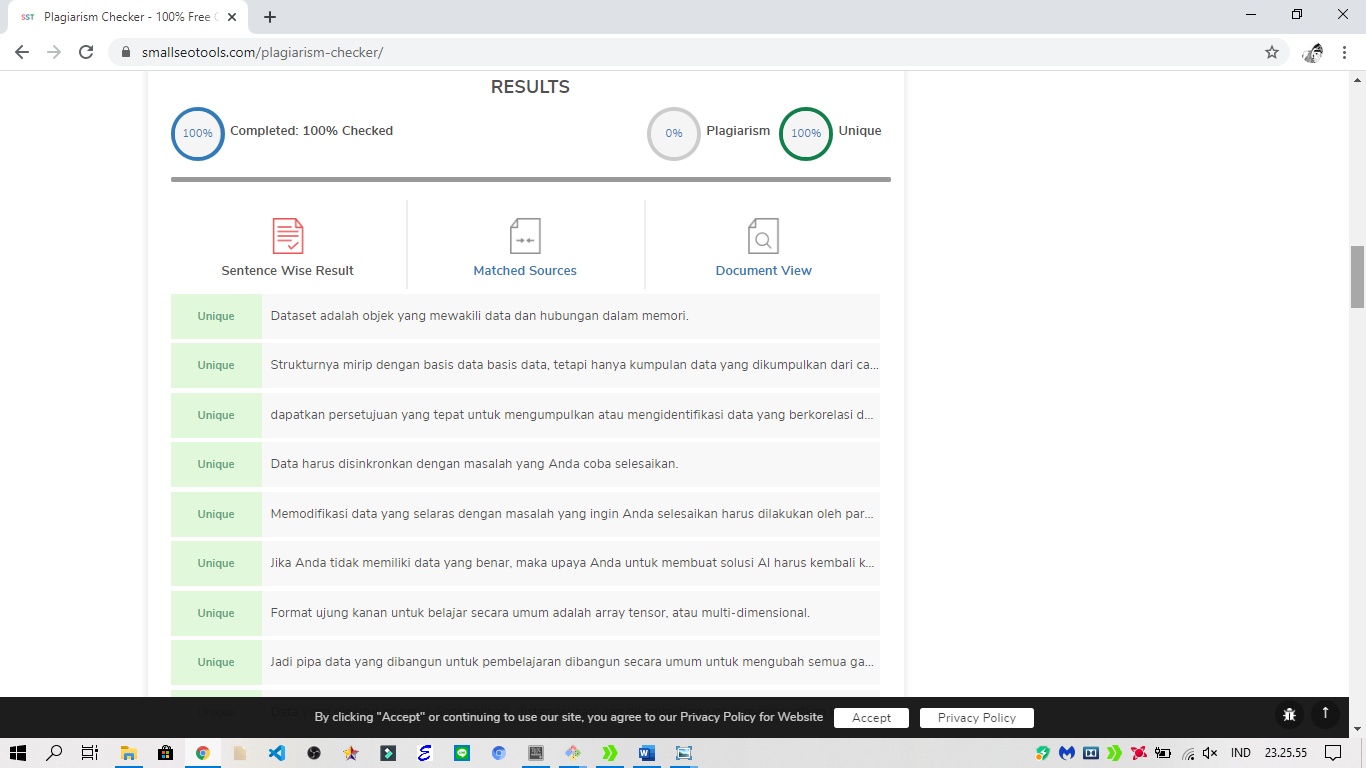 SST Plagiarism Checker - 100% Free
smallseotools.com/plagiarism-checker/
RESULTS
100% Completed: 100% Checked 0% Plagiarism 100% Unique
Sentence Wise Result Matched Sources Document View
Unique Dataset adalah objek yang mewakili data dan hubungan dalam memori.
Unique Strukturnya mirip dengan basis data basis data, tetapi hanya kumpulan data yang dikumpulkan dari ca...
Unique dapatkan persetujuan yang tepat untuk mengumpulkan atau mengidentifikasi data yang berkorelasi d...
Unique Data harus disinkronkan dengan masalah yang Anda coba selesaikan.
Unique Memodifikasi data yang selaras dengan masalah yang ingin Anda selesaikan harus dilakukan oleh par...
Unique Jika Anda tidak memiliki data yang benar, maka upaya Anda untuk membuat solusi AI harus kembali k...
Unique Format ujung kanan untuk belajar secara umum adalah array tensor, atau multi-dimensional.
Unique Jadi pipa data yang dibangun untuk pembelajaran dibangun secara umum untuk mengubah semua ga...
By clicking "Accept" or continuing to use our site, you agree to our Privacy Policy for Website Accept Privacy Policy
IND 23.25.55